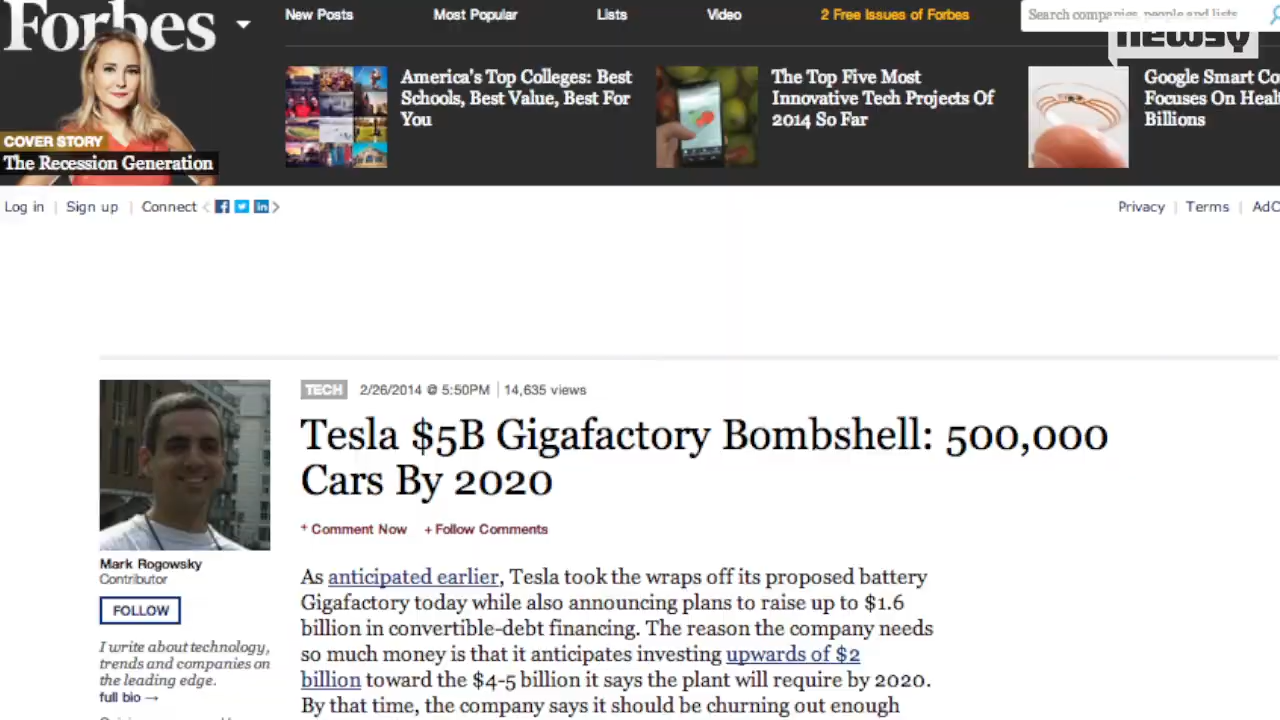 Forbes
New Posts
Most Popular
Lists
Video
2 Free Issues of Forbes
Search companies, people and lists
newsy
America's Top Colleges: Best
Schools, Best Value, Best For
You
The Top Five Most
Innovative Tech Projects Of
2014 So Far
Google Smart Co
Focuses On Heal
Billions
COVER STORY
The Recession Generation
Log in | Sign up | Connect
Privacy | Terms | AdC
TECH 2/26/2014 @ 5:50PM | 14,635 views
Tesla $5B Gigafactory Bombshell: 500,000
Cars By 2020
+ Comment Now + Follow Comments
Mark Rogowsky
Contributor
FOLLOW
I write about technology,
trends and companies on
the leading edge.
full bio →
As anticipated earlier, Tesla took the wraps off its proposed battery
Gigafactory today while also announcing plans to raise up to $1.6
billion in convertible-debt financing. The reason the company needs
so much money is that it anticipates investing upwards of $2
billion toward the $4-5 billion it says the plant will require by 2020.
By that time, the company says it should be churning out enough